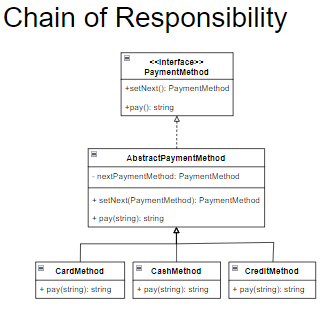 Chain of Responsibility
<<Interface>>
PaymentMethod
+setNext(): PaymentMethod
+pay(): string
AbstractPaymentMethod
- nextPaymentMethod: PaymentMethod
+ setNext(PaymentMethod): PaymentMethod
+ pay(string): string
CardMethod
+ pay(string): string
CashMethod
+ pay(string): string
CreditMethod
+ pay(string): string